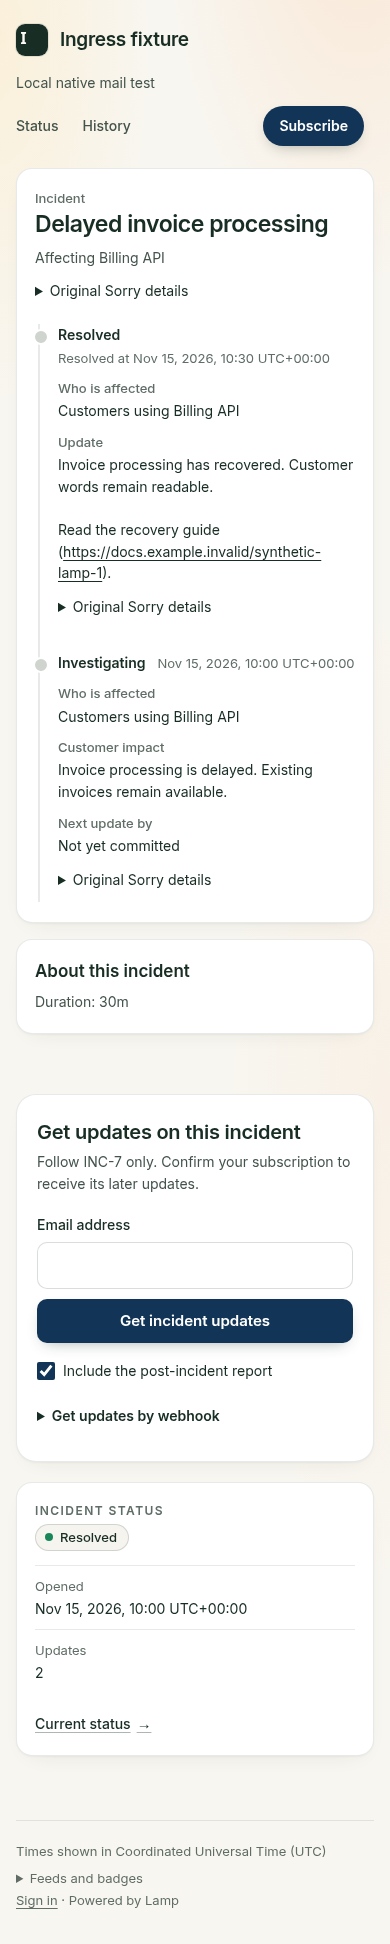 I Ingress fixture
Local native mail test
Status History Subscribe
Incident
Delayed invoice processing
Affecting Billing API
▶ Original Sorry details
Resolved
Resolved at Nov 15, 2026, 10:30 UTC+00:00
Who is affected
Customers using Billing API
Update
Invoice processing has recovered. Customer
words remain readable.
Read the recovery guide
(https://docs.example.invalid/synthetic-
lamp-1).
▶ Original Sorry details
Investigating Nov 15, 2026, 10:00 UTC+00:00
Who is affected
Customers using Billing API
Customer impact
Invoice processing is delayed. Existing
invoices remain available.
Next update by
Not yet committed
▶ Original Sorry details
About this incident
Duration: 30m
Get updates on this incident
Follow INC-7 only. Confirm your subscription to
receive its later updates.
Email address
Get incident updates
Include the post-incident report
▶ Get updates by webhook
INCIDENT STATUS
Resolved
Opened
Nov 15, 2026, 10:00 UTC+00:00
Updates
2
Current status →
Times shown in Coordinated Universal Time (UTC)
▶ Feeds and badges
Sign in · Powered by Lamp